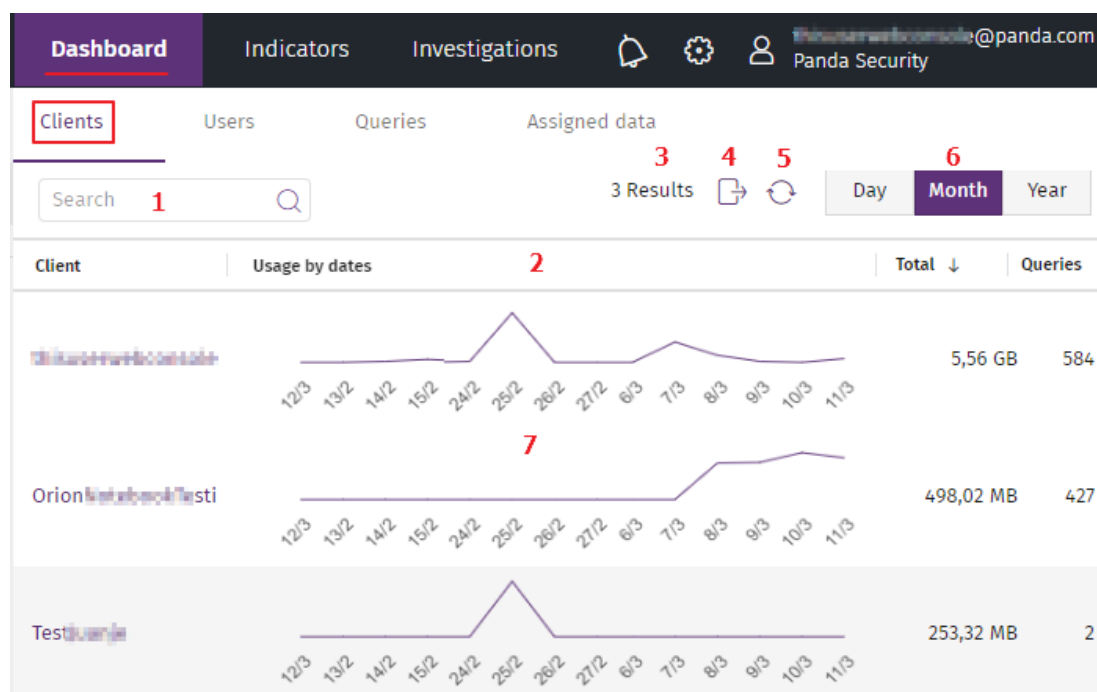 Dashboard Indicators Investigations @panda.com
Panda Security
Clients Users Queries Assigned data
3 4 5 6
Search 1 3 Results Day Month Year
Client Usage by dates 2 Total ↓ Queries
5,56 GB 584
12/3 13/2 14/2 15/2 24/2 25/2 26/2 27/2 6/3 7/3 8/3 9/3 10/3 11/3
7
Orion sti 498,02 MB 427
12/3 13/2 14/2 15/2 24/2 25/2 26/2 27/2 6/3 7/3 8/3 9/3 10/3 11/3
Test 253,32 MB 2
12/3 13/2 14/2 15/2 24/2 25/2 26/2 27/2 6/3 7/3 8/3 9/3 10/3 11/3